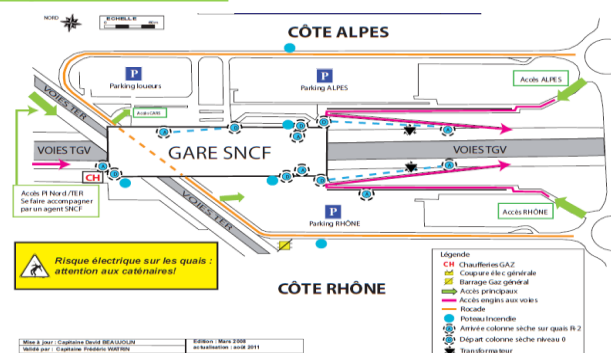 NORD
ECHELLE
CÔTE ALPES
P
Parking loueurs
P
Parking ALPES
Accès ALPES
VOIES TER
Accès GARE
VOIES TGV
GARE SNCF
VOIES TGV
CH
Accès PI Nord /TER
Se faire accompagner
par un agent SNCF
VOIES TER
P
Parking RHÔNE
Accès RHÔNE
Risque électrique sur les quais :
attention aux caténaires!
CÔTE RHÔNE
Légende
CH Chaufferies GAZ
Coupure élec générale
Barrage Gaz général
Accès principaux
Accès engins aux voies
Rocade
Poteau Incendie
Arrivée colonne sèche sur quais R-2
Départ colonne sèche niveau 0
Transformateur
Mise à jour : Capitaine David BEAUJOLIN
Validé par : Capitaine Frédéric WATRIN
Edition : Mars 2008
actualisation : août 2011